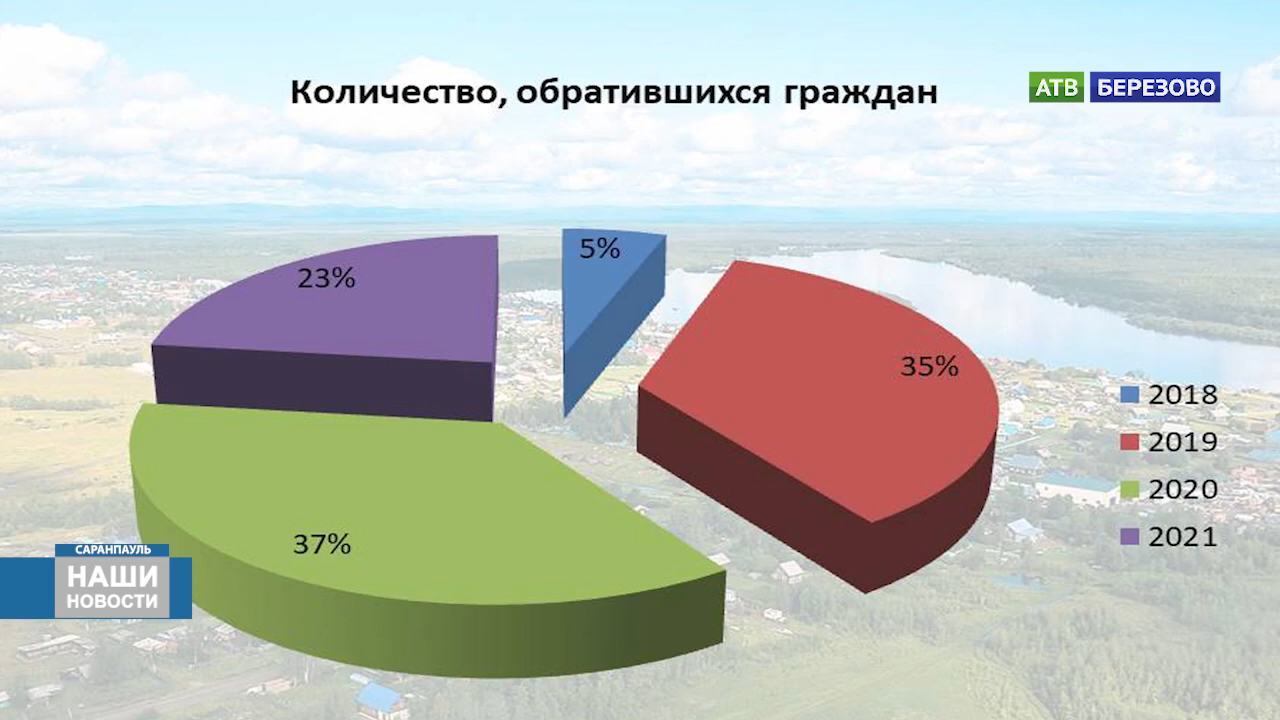 Количество, обратившихся граждан
АТВ БЕРЕЗОВО
5%
23%
35%
2018
2019
2020
2021
37%
САРАНПАУЛЬ
НАШИ
НОВОСТИ